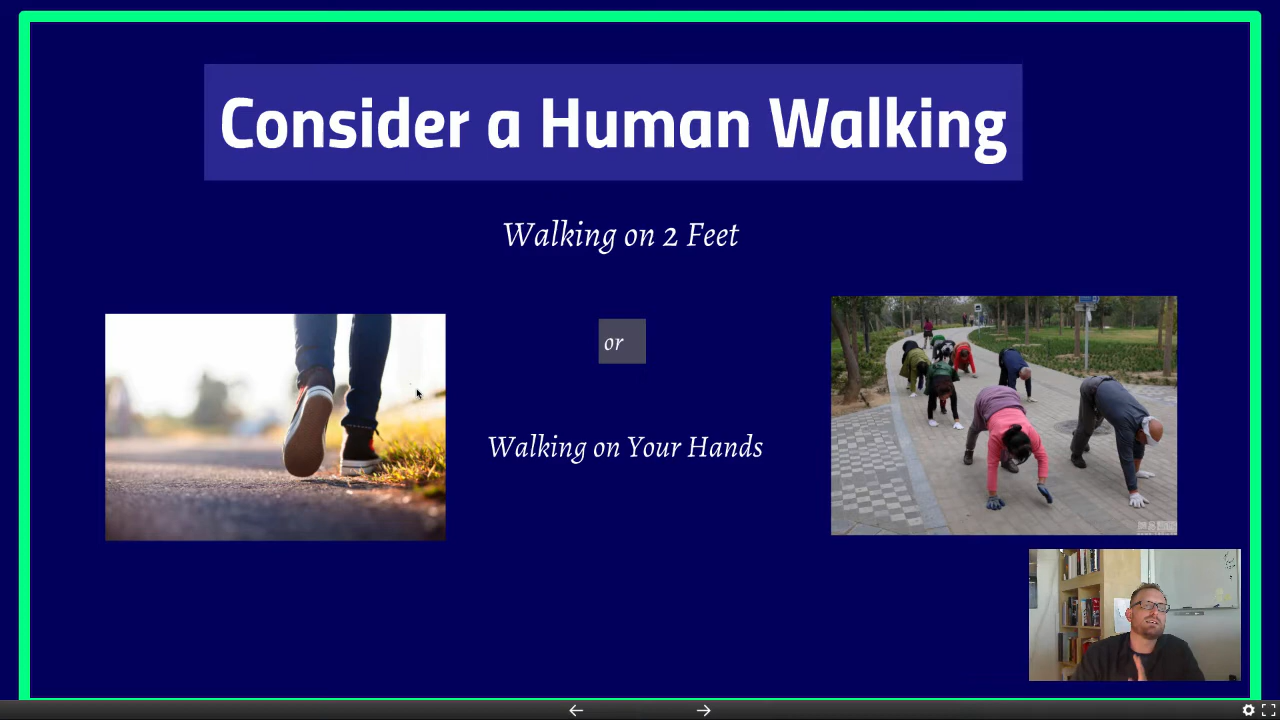 Consider a Human Walking
Walking on 2 Feet
or
Walking on Your Hands